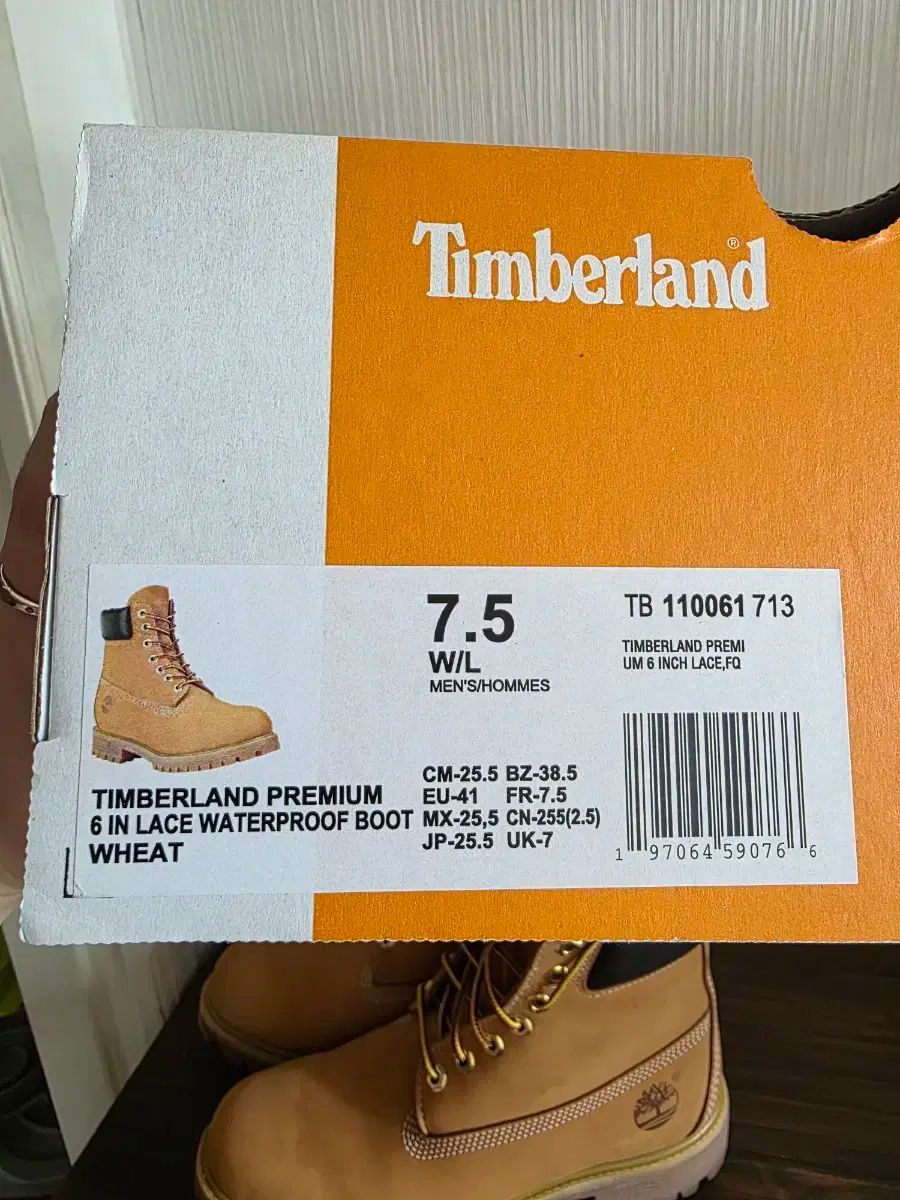 Timberland®
7.5
W/L
MEN'S/HOMMES
TB 110061 713
TIMBERLAND PREMI
UM 6 INCH LACE,FQ
TIMBERLAND PREMIUM
6 IN LACE WATERPROOF BOOT
WHEAT
CM-25.5 BZ-38.5
EU-41 FR-7.5
MX-25,5 CN-255(2.5)
JP-25.5 UK-7
1 97064 59076 6